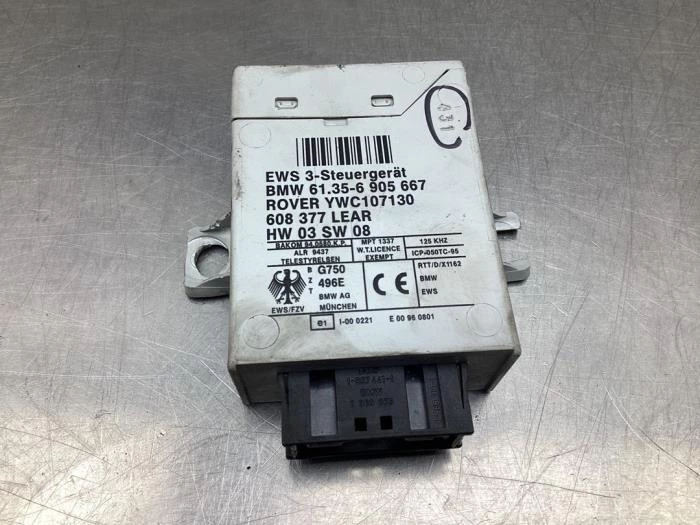 EWS 3-Steuergerät
BMW 61.35-6 905 667
ROVER YWC107130
608 377 LEAR
HW 03 SW 08
BAKOM 94.0580.K.P.
ALR 9437
TELESTYRELSEN
MPT 1337
W.T.LICENCE
EXEMPT
125 KHZ
ICP-050TC-95
B
Z
T
G750
496E
BMW AG
MÜNCHEN
EWS/FZV
CE
RTT/D/X1162
BMW
EWS
e1
I-00 0221
E 00 96 0801